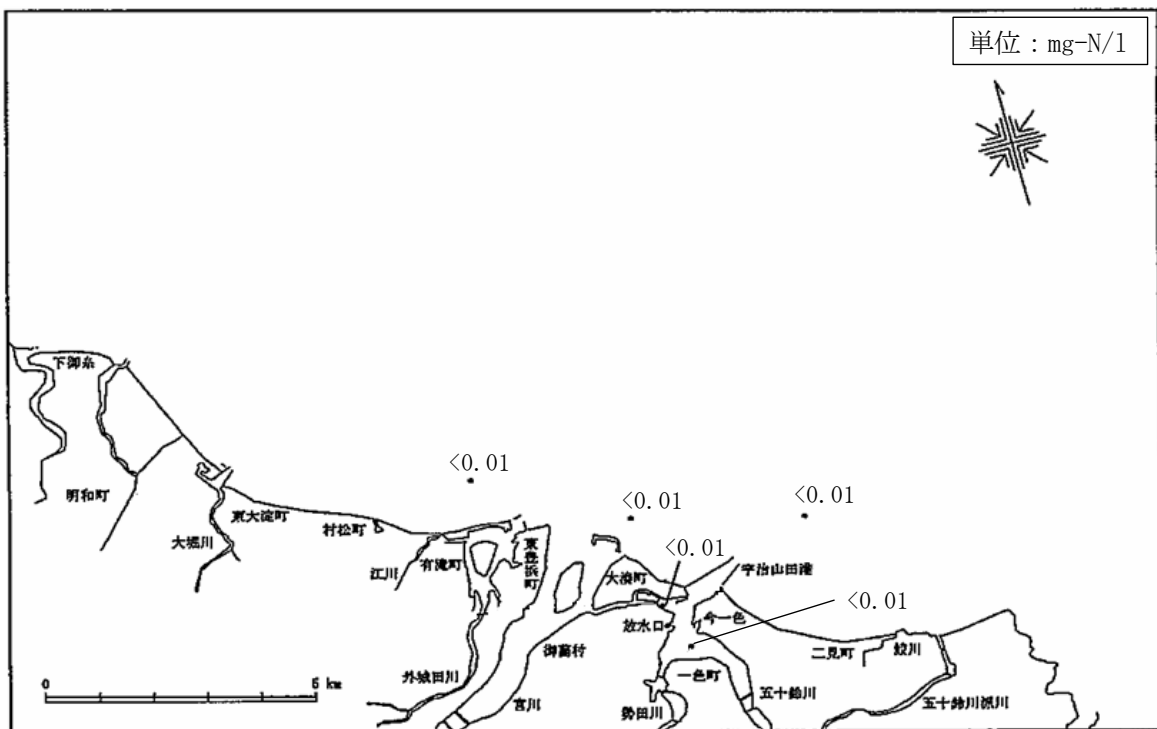 単位：mg-N/l
下御糸
<0.01
<0.01
<0.01
明和町
東大淀町
村松町
大堀川
江川
有滝町
東豊浜町
大湊町
<0.01
宇治山田港
<0.01
放水口
今一色
御薗村
二見町
鮫川
外城田川
一色町
五十鈴川
五十鈴川派川
宮川
勢田川
0
5 km